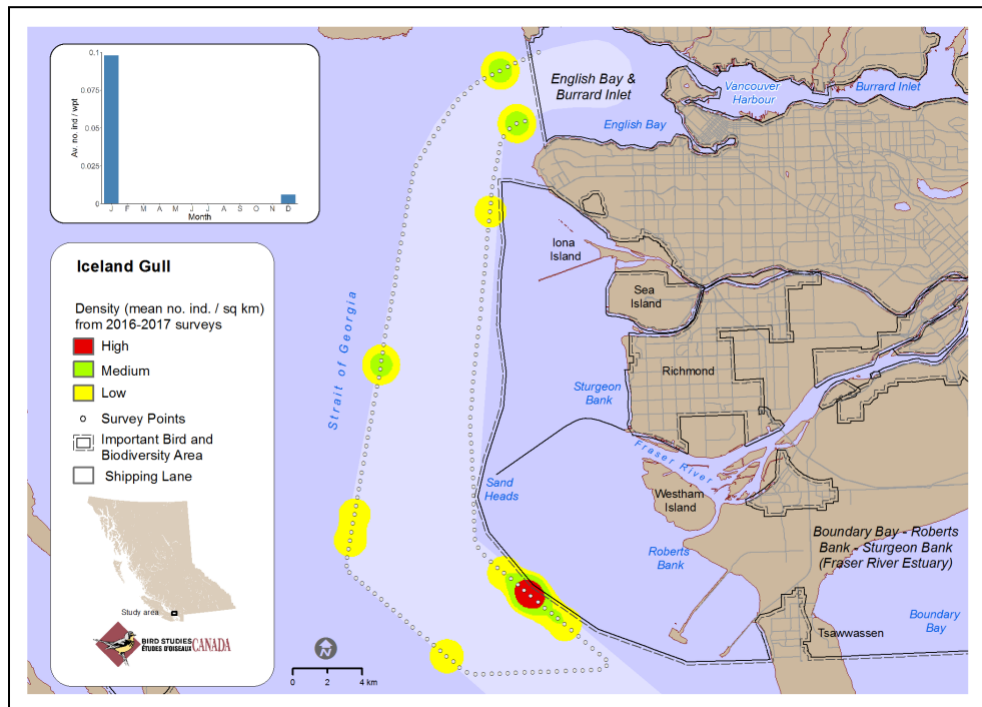 0.1
0.075
0.05
0.025
0
Av. no. ind / wpt
J F M A M J J A S O N D
Month
Iceland Gull
Density (mean no. ind. / sq km)
from 2016-2017 surveys
High
Medium
Low
Survey Points
Important Bird and
Biodiversity Area
Shipping Lane
Study area
BIRD STUDIES
ÉTUDES D'OISEAUX
CANADA
N
0 2 4 km
English Bay &
Burrard Inlet
English Bay
Vancouver
Harbour
Burrard Inlet
Iona
Island
Sea
Island
Strait of Georgia
Sturgeon
Bank
Richmond
Fraser River
Sand
Heads
Westham
Island
Roberts
Bank
Boundary Bay - Roberts
Bank - Sturgeon Bank
(Fraser River Estuary)
Boundary
Bay
Tsawwassen